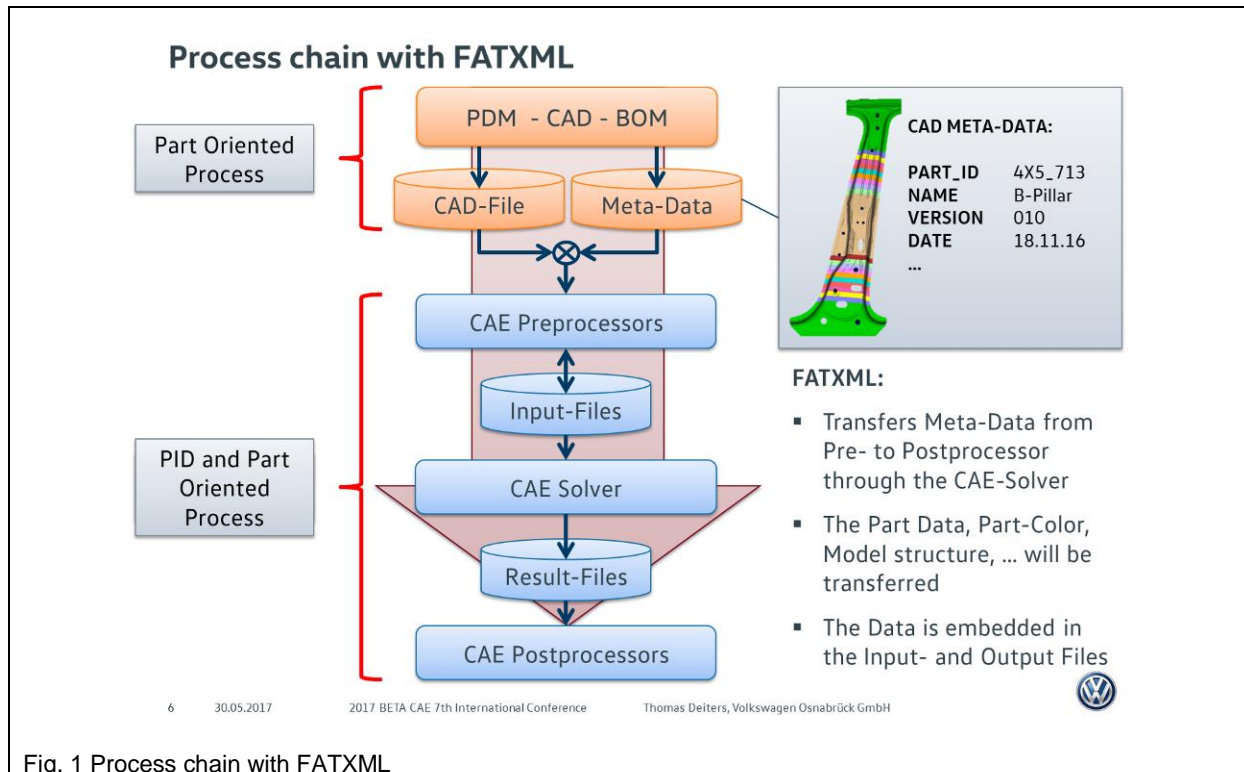 Process chain with FATXML
Part Oriented
Process
PDM - CAD - BOM
CAD-File
Meta-Data
CAD META-DATA:
PART_ID 4X5_713
NAME B-Pillar
VERSION 010
DATE 18.11.16
...
PID and Part
Oriented
Process
CAE Preprocessors
Input-Files
CAE Solver
Result-Files
CAE Postprocessors
FATXML:
▪ Transfers Meta-Data from
Pre- to Postprocessor
through the CAE-Solver
▪ The Part Data, Part-Color,
Model structure, ... will be
transferred
▪ The Data is embedded in
the Input- and Output Files
6 30.05.2017 2017 BETA CAE 7th International Conference Thomas Deiters, Volkswagen Osnabrück GmbH
Fig. 1 Process chain with FATXML